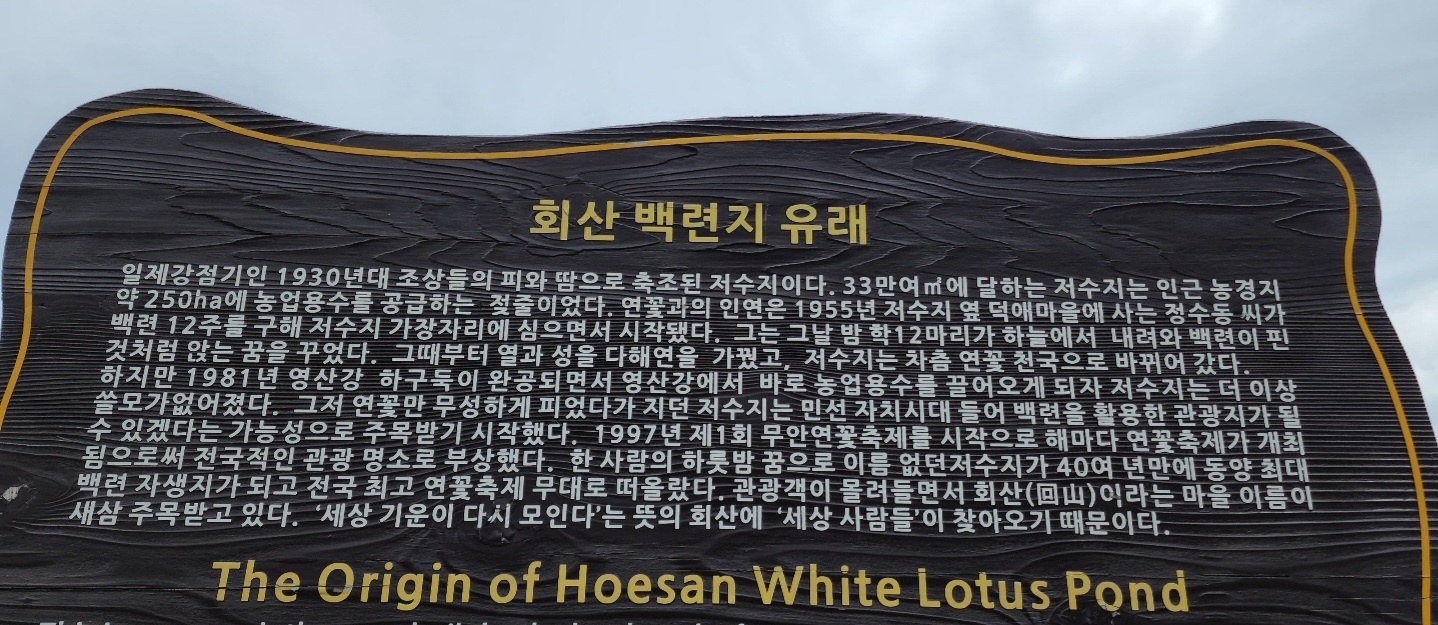 회산 백련지 유래
일제강점기인 1930년대 조상들의 피와 땀으로 축조된 저수지이다. 33만여㎡에 달하는 저수지는 인근 농경지
약 250ha에 농업용수를 공급하는 젖줄이었다. 연꽃과의 인연은 1955년 저수지 옆 덕애마을에 사는 정수동 씨가
백련 12주를 구해 저수지 가장자리에 심으면서 시작됐다. 그는 그날 밤 학12마리가 하늘에서 내려와 백련이 핀
것처럼 앉는 꿈을 꾸었다. 그때부터 열과 성을 다해연을 가꿨고, 저수지는 차츰 연꽃 천국으로 바뀌어 갔다.
하지만 1981년 영산강 하구둑이 완공되면서 영산강에서 바로 농업용수를 끌어오게 되자 저수지는 더 이상
쓸모가없어졌다. 그저 연꽃만 무성하게 피었다가 지던 저수지는 민선 자치시대 들어 백련을 활용한 관광지가 될
수 있겠다는 가능성으로 주목받기 시작했다. 1997년 제1회 무안연꽃축제를 시작으로 해마다 연꽃축제가 개최
됨으로써 전국적인 관광 명소로 부상했다. 한 사람의 하룻밤 꿈으로 이름 없던저수지가 40여 년만에 동양 최대
백련 자생지가 되고 전국 최고 연꽃축제 무대로 떠올랐다. 관광객이 몰려들면서 회산(回山)이라는 마을 이름이
새삼 주목받고 있다. ‘세상 기운이 다시 모인다’는 뜻의 회산에 ‘세상 사람들’이 찾아오기 때문이다.
The Origin of Hoesan White Lotus Pond